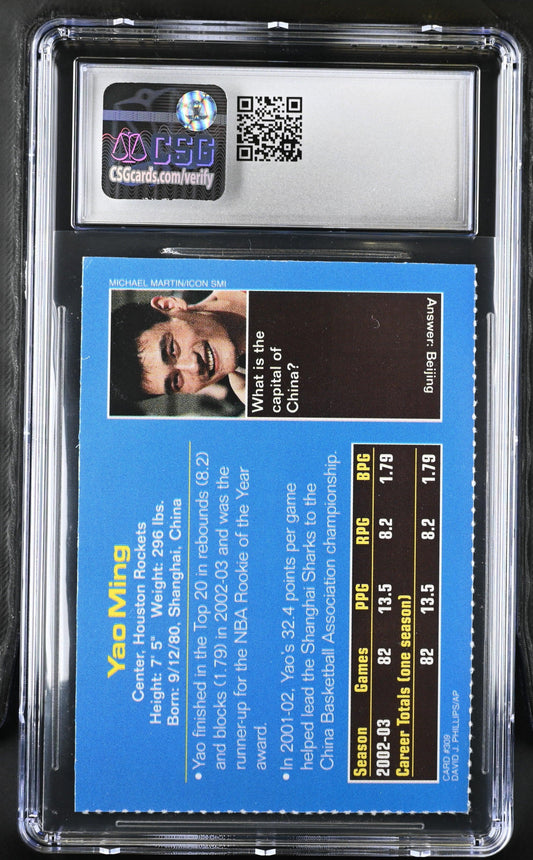 CSG
CSGcards.com/verify
MICHAEL MARTIN/ICON SMI
What is the
capital of
China?
Answer: Beijing
Yao Ming
Center, Houston Rockets
Height: 7' 5" Weight: 296 lbs.
Born: 9/12/80, Shanghai, China
• Yao finished in the Top 20 in rebounds (8.2)
and blocks (1.79) in 2002-03 and was the
runner-up for the NBA Rookie of the Year
award.
• In 2001-02, Yao's 32.4 points per game
helped lead the Shanghai Sharks to the
China Basketball Association championship.
Season Games PPG RPG BPG
2002-03 82 13.5 8.2 1.79
Career Totals (one season)
82 13.5 8.2 1.79
CARD #309
DAVID J. PHILLIPS/AP